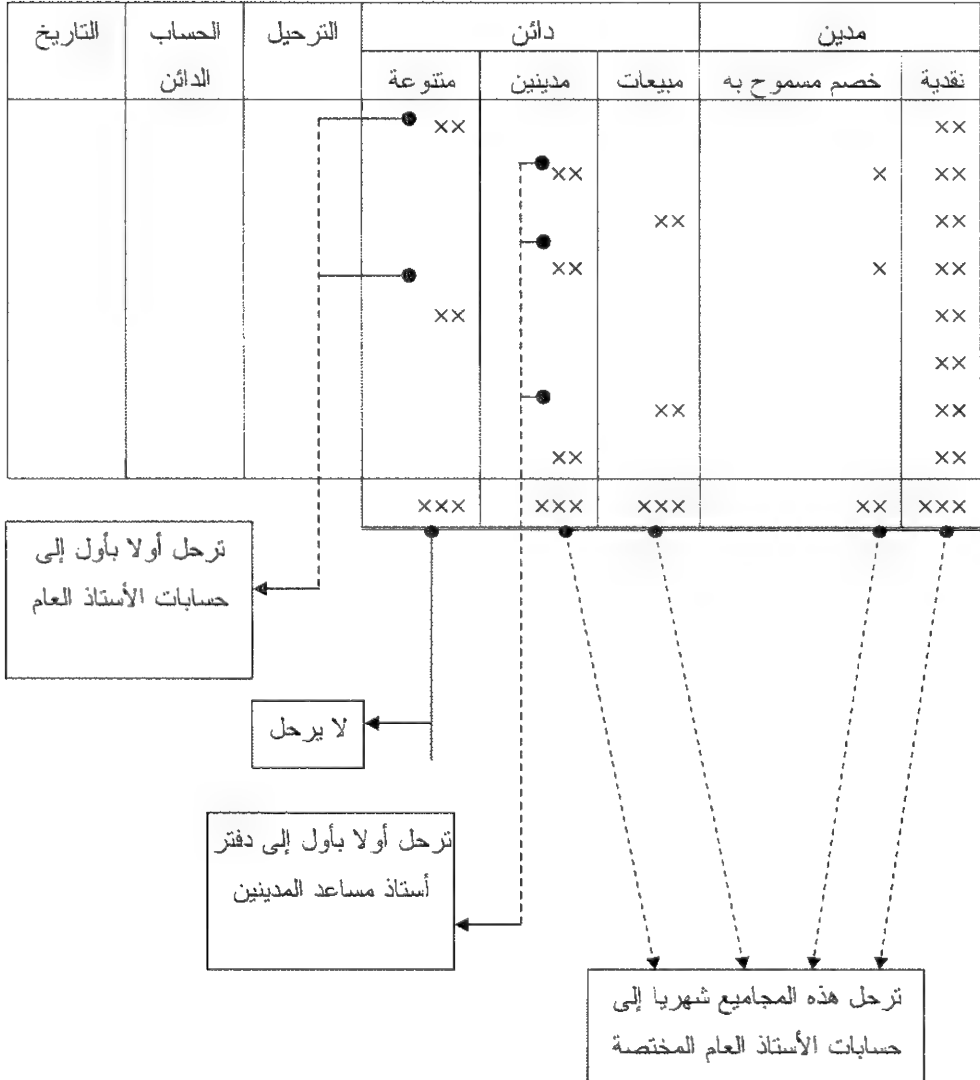 مدين دائن الترحيل الحساب التاريخ
نقدية خصم مسموح به مبيعات مدينين متنوعة الدائن
×× ××
×× × ××
×× ××
×× × ××
×× ××
××
×× ××
×× ××
××× ×× ××× ××× ×××
ترحل أولا بأول إلى
حسابات الأستاذ العام
لا يرحل
ترحل أولا بأول إلى دفتر
أستاذ مساعد المدينين
ترحل هذه المجاميع شهريا إلى
حسابات الأستاذ العام المختصة